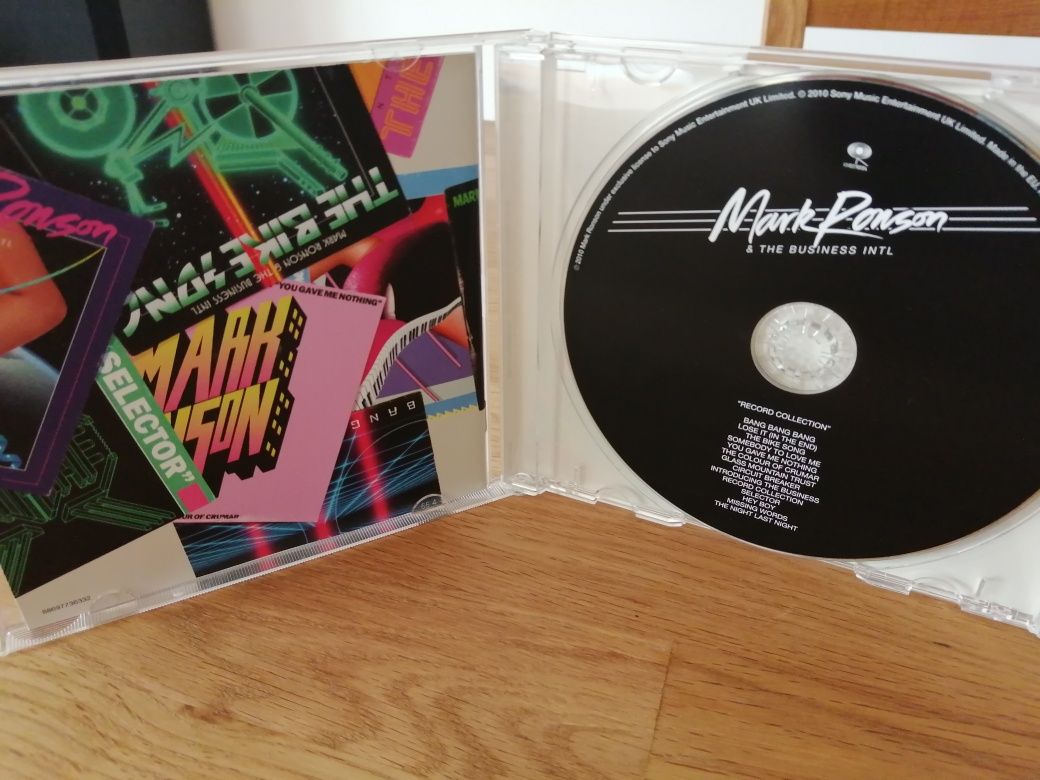 THE
Ronson
THE BIKE SONG
MARK RONSON & THE BUSINESS INTL
YOU GAVE ME NOTHING"
MARK
SELECTOR"
BANG
OUR OF CRUMAR
88697736332
℗ 2010 Mark Ronson under exclusive license to Sony Music Entertainment UK Limited. © 2010 Sony Music Entertainment UK Limited. Made in the EU.
Mark Ronson
& THE BUSINESS INTL
"RECORD COLLECTION"
BANG BANG BANG
LOSE IT (IN THE END)
THE BIKE SONG
SOMEBODY TO LOVE ME
YOU GAVE ME NOTHING
THE COLOUR OF CRUMAR
GLASS MOUNTAIN TRUST
CIRCUIT BREAKER
INTRODUCING THE BUSINESS
RECORD COLLECTION
SELECTOR
HEY BOY
MISSING WORDS
THE NIGHT LAST NIGHT